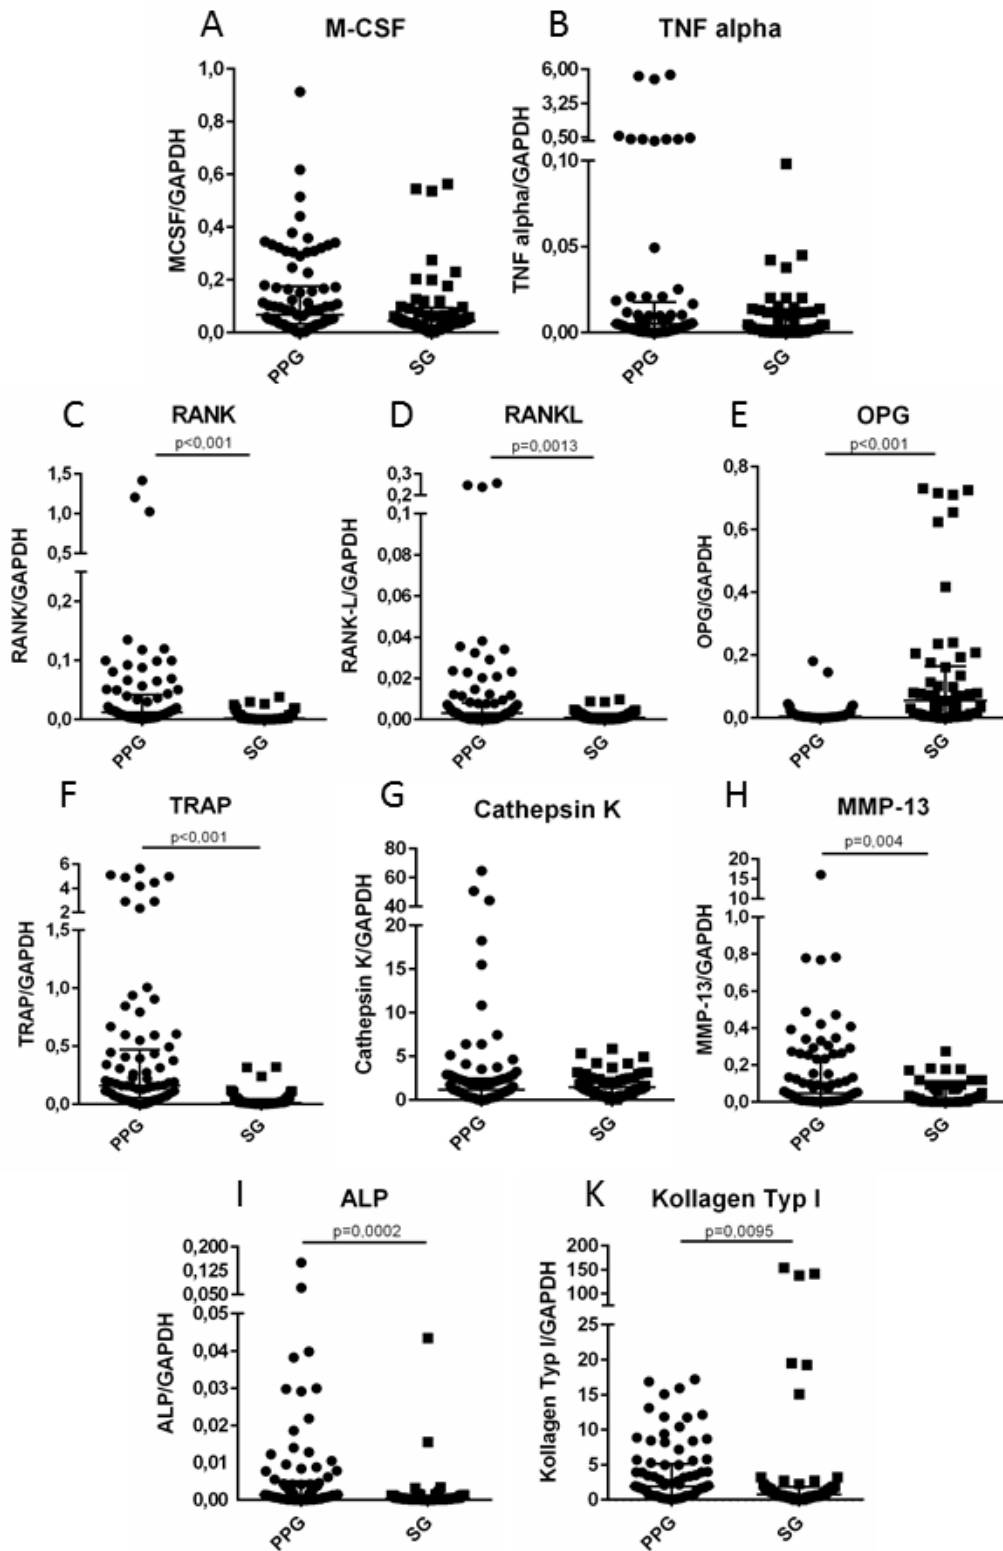 A M-CSF
MCSF/GAPDH
1,0
0,8
0,6
0,4
0,2
0,0
PPG SG
B TNF alpha
TNF alpha/GAPDH
6,00
3,25
0,50
0,10
0,05
0,00
PPG SG
C RANK
p<0,001
RANK/GAPDH
1,5
1,0
0,5
0,2
0,1
0,0
PPG SG
D RANKL
p=0,0013
RANK-L/GAPDH
0,3
0,2
0,1
0,08
0,06
0,04
0,02
0,00
PPG SG
E OPG
p<0,001
OPG/GAPDH
0,8
0,6
0,4
0,2
0,0
PPG SG
F TRAP
p<0,001
TRAP/GAPDH
6
4
2
1,5
1,0
0,5
0,0
PPG SG
G Cathepsin K
Cathepsin K/GAPDH
80
60
40
20
15
10
5
0
PPG SG
H MMP-13
p=0,004
MMP-13/GAPDH
20
15
10
1,0
0,8
0,6
0,4
0,2
0,0
PPG SG
I ALP
p=0,0002
ALP/GAPDH
0,200
0,125
0,050
0,05
0,04
0,03
0,02
0,01
0,00
PPG SG
K Kollagen Typ I
p=0,0095
Kollagen Typ I/GAPDH
200
150
100
25
20
15
10
5
0
PPG SG